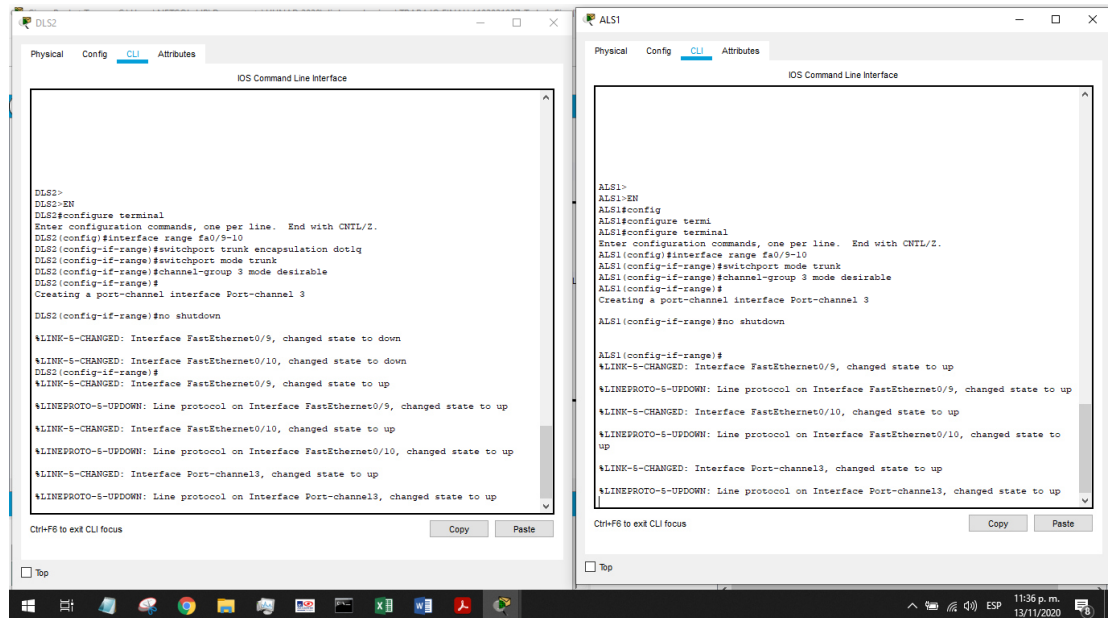 DLS2
Physical Config CLI Attributes
IOS Command Line Interface
DLS2>
DLS2>EN
DLS2#configure terminal
Enter configuration commands, one per line. End with CNTL/Z.
DLS2(config)#interface range fa0/9-10
DLS2(config-if-range)#switchport trunk encapsulation dot1q
DLS2(config-if-range)#switchport mode trunk
DLS2(config-if-range)#channel-group 3 mode desirable
DLS2(config-if-range)#
Creating a port-channel interface Port-channel 3
DLS2(config-if-range)#no shutdown
%LINK-5-CHANGED: Interface FastEthernet0/9, changed state to down
%LINK-5-CHANGED: Interface FastEthernet0/10, changed state to down
DLS2(config-if-range)#
%LINK-5-CHANGED: Interface FastEthernet0/9, changed state to up
%LINEPROTO-5-UPDOWN: Line protocol on Interface FastEthernet0/9, changed state to up
%LINK-5-CHANGED: Interface FastEthernet0/10, changed state to up
%LINEPROTO-5-UPDOWN: Line protocol on Interface FastEthernet0/10, changed state to up
%LINK-5-CHANGED: Interface Port-channel3, changed state to up
%LINEPROTO-5-UPDOWN: Line protocol on Interface Port-channel3, changed state to up
Ctrl+F6 to exit CLI focus
Copy Paste
Top
ALS1
Physical Config CLI Attributes
IOS Command Line Interface
ALS1>
ALS1>EN
ALS1#config
ALS1#configure termi
ALS1#configure terminal
Enter configuration commands, one per line. End with CNTL/Z.
ALS1(config)#interface range fa0/9-10
ALS1(config-if-range)#switchport mode trunk
ALS1(config-if-range)#channel-group 3 mode desirable
ALS1(config-if-range)#
Creating a port-channel interface Port-channel 3
ALS1(config-if-range)#no shutdown
ALS1(config-if-range)#
%LINK-5-CHANGED: Interface FastEthernet0/9, changed state to up
%LINEPROTO-5-UPDOWN: Line protocol on Interface FastEthernet0/9, changed state to up
%LINK-5-CHANGED: Interface FastEthernet0/10, changed state to up
%LINEPROTO-5-UPDOWN: Line protocol on Interface FastEthernet0/10, changed state to
up
%LINK-5-CHANGED: Interface Port-channel3, changed state to up
%LINEPROTO-5-UPDOWN: Line protocol on Interface Port-channel3, changed state to up
Ctrl+F6 to exit CLI focus
Copy Paste
Top
ESP
11:36 p. m.
13/11/2020
8